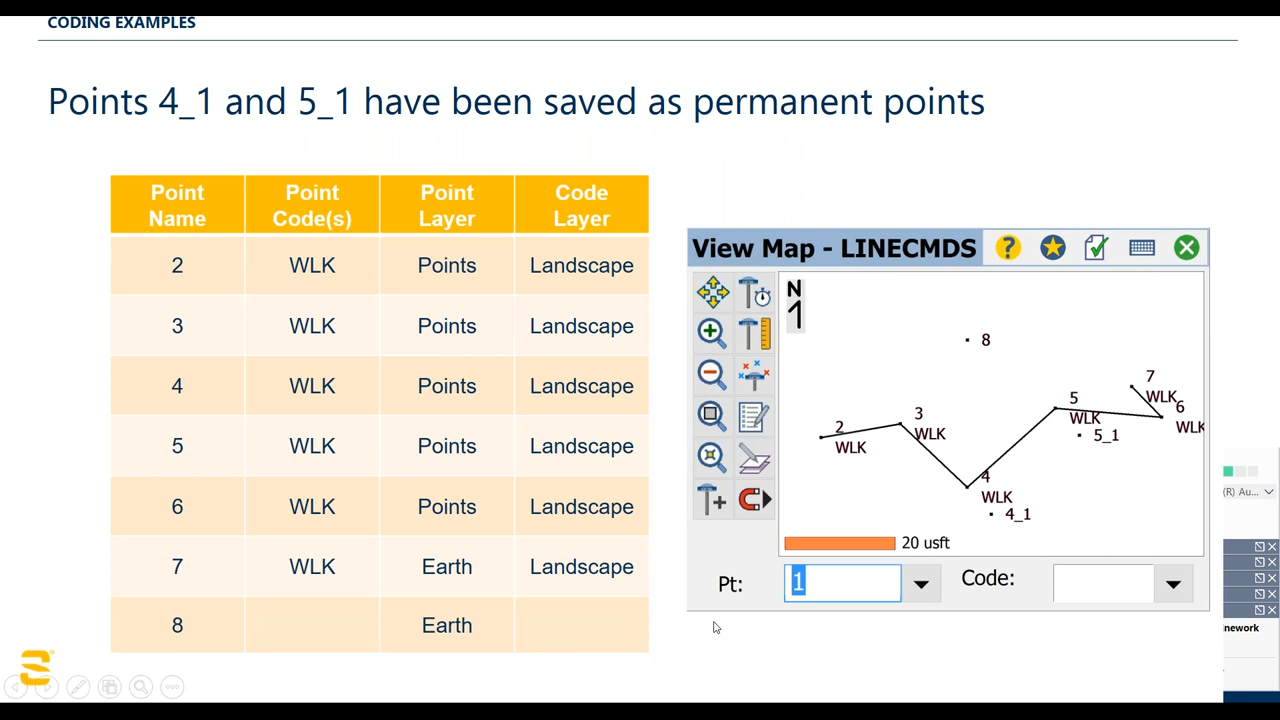 CODING EXAMPLES
Points 4_1 and 5_1 have been saved as permanent points
Point Name Point Code(s) Point Layer Code Layer
2 WLK Points Landscape
3 WLK Points Landscape
4 WLK Points Landscape
5 WLK Points Landscape
6 WLK Points Landscape
7 WLK Earth Landscape
8 Earth
View Map - LINECMDS
N
1
8
7
WLK
6
WLK
5
WLK
5_1
3
WLK
2
WLK
4
WLK
4_1
20 usft
Pt: 1 Code:
(R) Au...
nework